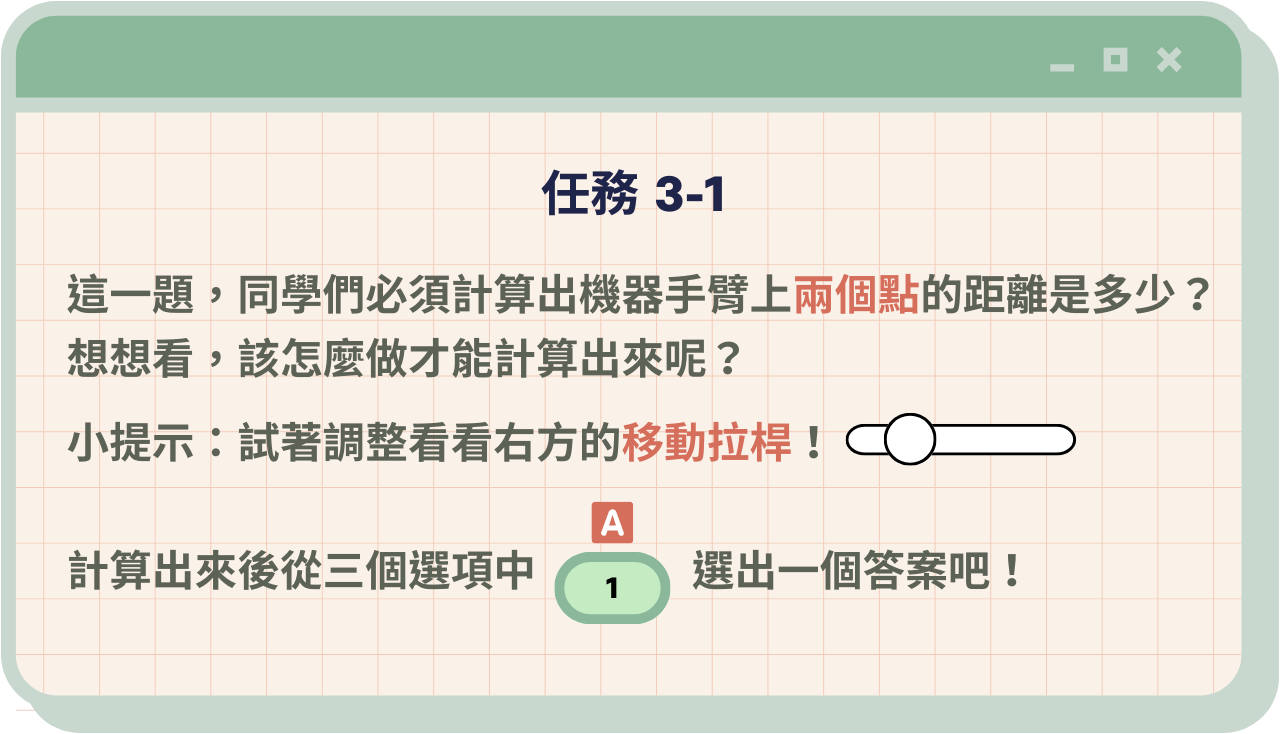 任務 3-1
這一題，同學們必須計算出機器手臂上兩個點的距離是多少？
想想看，該怎麼做才能計算出來呢？
小提示：試著調整看看右方的移動拉桿！
A
計算出來後從三個選項中 1 選出一個答案吧！